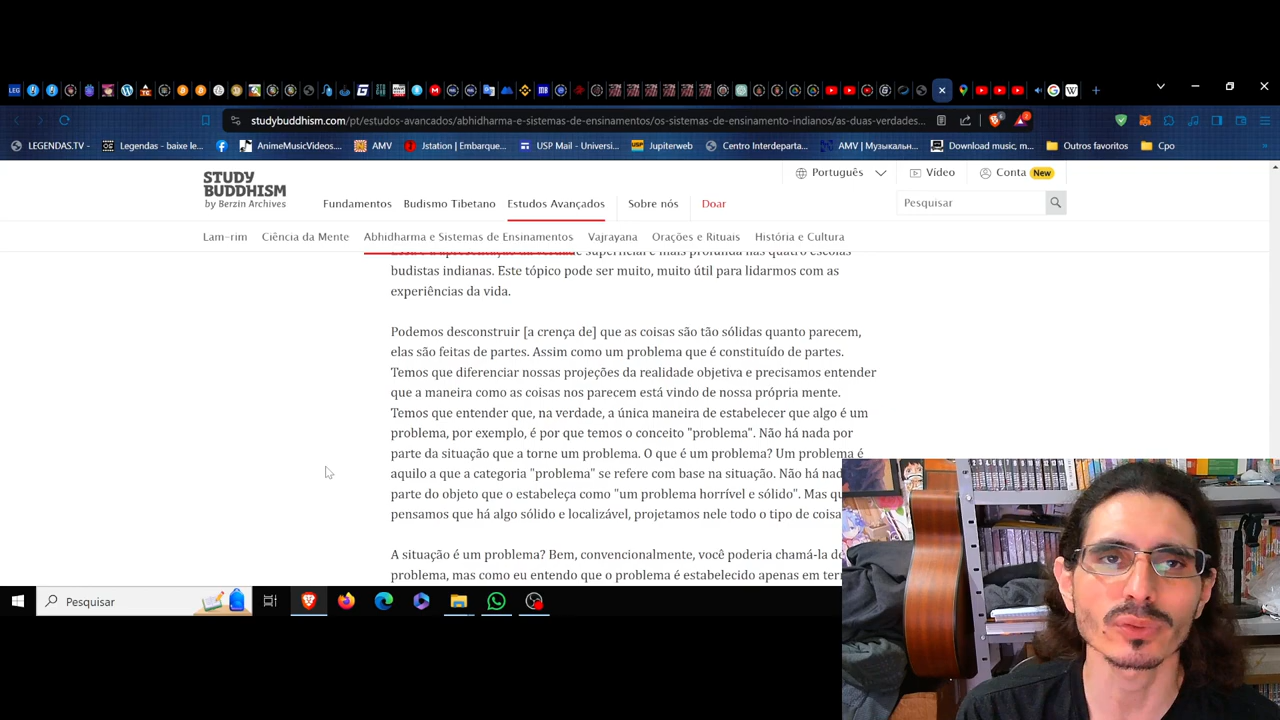 studybuddhism.com/pt/estudos-avancados/abhidharma-e-sistemas-de-ensinamentos/os-sistemas-de-ensinamento-indianos/as-duas-verdades...
LEGENDAS.TV -
Legendas - baixe le...
AnimeMusicVideos....
AMV
Jstation | Embarque...
USP Mail - Universi...
Jupiterweb
Centro Interdeparta...
AMV | Музыкальн...
Download music, m...
Outros favoritos
Cpo
STUDY
BUDDHISM
by Berzin Archives
Português
Vídeo
Conta New
Fundamentos
Budismo Tibetano
Estudos Avançados
Sobre nós
Doar
Pesquisar
Lam-rim
Ciência da Mente
Abhidharma e Sistemas de Ensinamentos
Vajrayana
Orações e Rituais
História e Cultura
Essa é a apresentação da verdade superficial e mais profunda nas quatro escolas
budistas indianas. Este tópico pode ser muito, muito útil para lidarmos com as
experiências da vida.
Podemos desconstruir [a crença de] que as coisas são tão sólidas quanto parecem,
elas são feitas de partes. Assim como um problema que é constituído de partes.
Temos que diferenciar nossas projeções da realidade objetiva e precisamos entender
que a maneira como as coisas nos parecem está vindo de nossa própria mente.
Temos que entender que, na verdade, a única maneira de estabelecer que algo é um
problema, por exemplo, é por que temos o conceito "problema". Não há nada por
parte da situação que a torne um problema. O que é um problema? Um problema é
aquilo a que a categoria "problema" se refere com base na situação. Não há nad
parte do objeto que o estabeleça como "um problema horrível e sólido". Mas qu
pensamos que há algo sólido e localizável, projetamos nele todo o tipo de coisa
A situação é um problema? Bem, convencionalmente, você poderia chamá-la de
problema, mas como eu entendo que o problema é estabelecido apenas em ter
Pesquisar